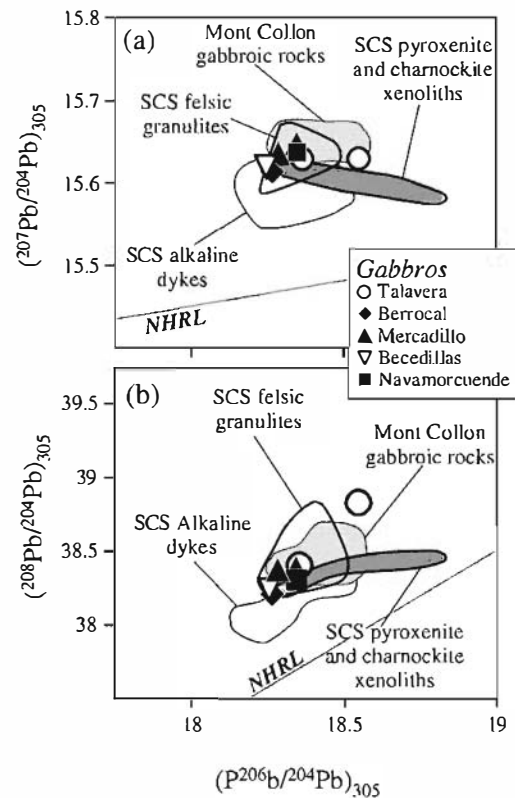 15.8
(a)
Mont Collon
gabbroic rocks
SCS pyroxenite
and charnockite
xenoliths
SCS felsic
granulites
15.7
15.6
15.5
(²⁰⁷Pb/²⁰⁴Pb)₃₀₅
SCS alkaline
dykes
NHRL
Gabbros
Talavera
Berrocal
Mercadillo
Becedillas
Navamorcuende
(b)
39.5
39
38.5
38
(²⁰⁸Pb/²⁰⁴Pb)₃₀₅
SCS felsic
granulites
Mont Collon
gabbroic rocks
SCS Alkaline
dykes
NHRL
SCS pyroxenite
and charnockite
xenoliths
18
18.5
19
(P²⁰⁶b/²⁰⁴Pb)₃₀₅